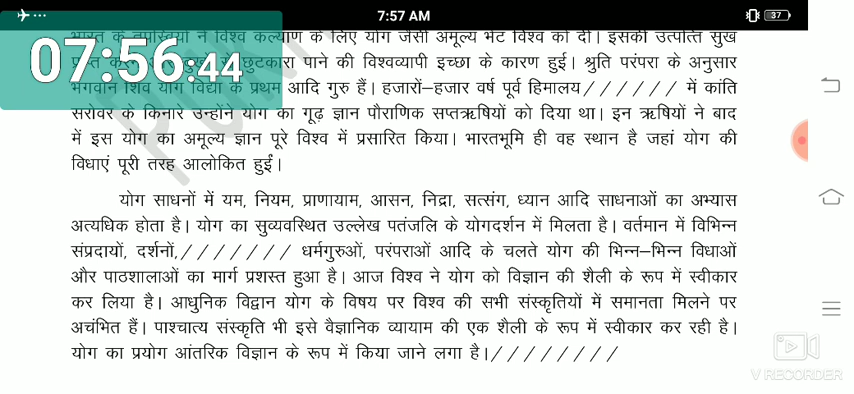 7:57 AM
37
07:56:44
भारत के तपस्वियों ने विश्व कल्याण के लिए योग जैसी अमूल्य भेंट विश्व को दी। इसकी उत्पत्ति सुख
छुटकारा पाने की विश्वव्यापी इच्छा के कारण हुई। श्रुति परंपरा के अनुसार
भगवान शिव योग विद्या के प्रथम आदि गुरु हैं। हजारों–हजार वर्ष पूर्व हिमालय////// में कांति
सरोवर के किनारे उन्होंने योग का गूढ़ ज्ञान पौराणिक सप्तऋषियों को दिया था। इन ऋषियों ने बाद
में इस योग का अमूल्य ज्ञान पूरे विश्व में प्रसारित किया। भारतभूमि ही वह स्थान है जहां योग की
विधाएं पूरी तरह आलोकित हुईं।
योग साधनों में यम, नियम, प्राणायाम, आसन, निद्रा, सत्संग, ध्यान आदि साधनाओं का अभ्यास
अत्यधिक होता है। योग का सुव्यवस्थित उल्लेख पतंजलि के योगदर्शन में मिलता है। वर्तमान में विभिन्न
संप्रदायों, दर्शनों,/////// धर्मगुरुओं, परंपराओं आदि के चलते योग की भिन्न–भिन्न विधाओं
और पाठशालाओं का मार्ग प्रशस्त हुआ है। आज विश्व ने योग को विज्ञान की शैली के रूप में स्वीकार
कर लिया है। आधुनिक विद्वान योग के विषय पर विश्व की सभी संस्कृतियों में समानता मिलने पर
अचंभित हैं। पाश्चात्य संस्कृति भी इसे वैज्ञानिक व्यायाम की एक शैली के रूप में स्वीकार कर रही है।
योग का प्रयोग आंतरिक विज्ञान के रूप में किया जाने लगा है।////////
V RECORDER